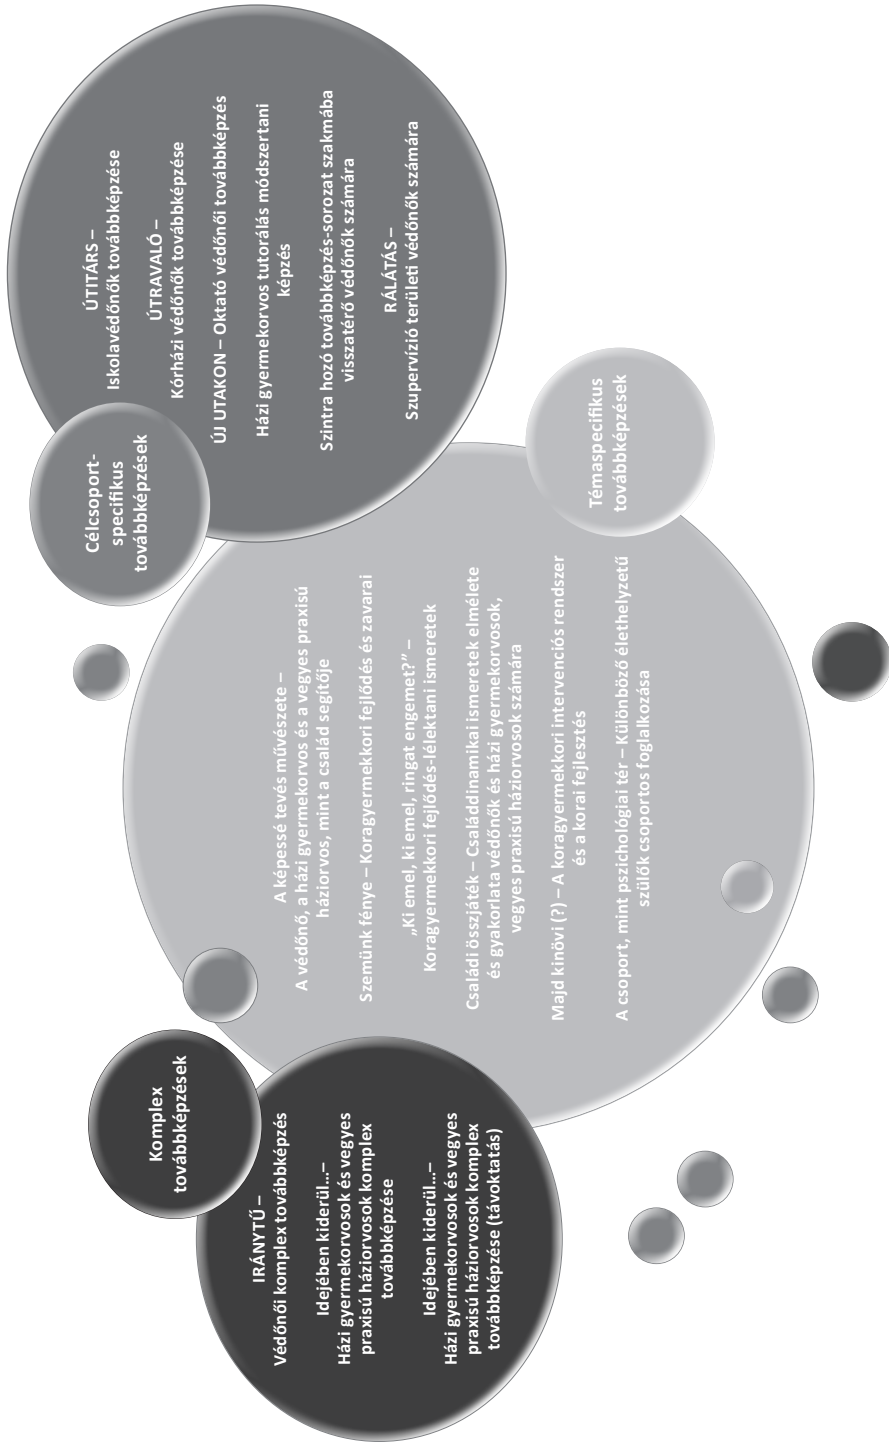 Komplex
továbbképzések
IRÁNYTŰ –
Védőnői komplex továbbképzés
Idejében kiderül...–
Házi gyermekorvosok és vegyes
praxisú háziorvosok komplex
továbbképzése
Idejében kiderül...–
Házi gyermekorvosok és vegyes
praxisú háziorvosok komplex
továbbképzése (távoktatás)
A képessé tevés művészete –
A védőnő, a házi gyermekorvos és a vegyes praxisú
háziorvos, mint a család segítője
Szemünk fénye – Koragyermekkori fejlődés és zavarai
„Ki emel, ki emel, ringat engemet?” –
Koragyermekkori fejlődés-lélektani ismeretek
Családi összjáték – Családdinamikai ismeretek elmélete
és gyakorlata védőnők és házi gyermekorvosok,
vegyes praxisú háziorvosok számára
Majd kinövi (?) – A koragyermekkori intervenciós rendszer
és a korai fejlesztés
A csoport, mint pszichológiai tér – Különböző élethelyzetű
szülők csoportos foglalkozása
Témaspecifikus
továbbképzések
Célcsoport-
specifikus
továbbképzések
ÚTITÁRS –
Iskolavédőnők továbbképzése
ÚTRAVALÓ –
Kórházi védőnők továbbképzése
ÚJ UTAKON – Oktató védőnői továbbképzés
Házi gyermekorvos tutorálás módszertani
képzés
Szintra hozó továbbképzés-sorozat szakmába
visszatérő védőnők számára
RÁLÁTÁS –
Szupervízió területi védőnők számára